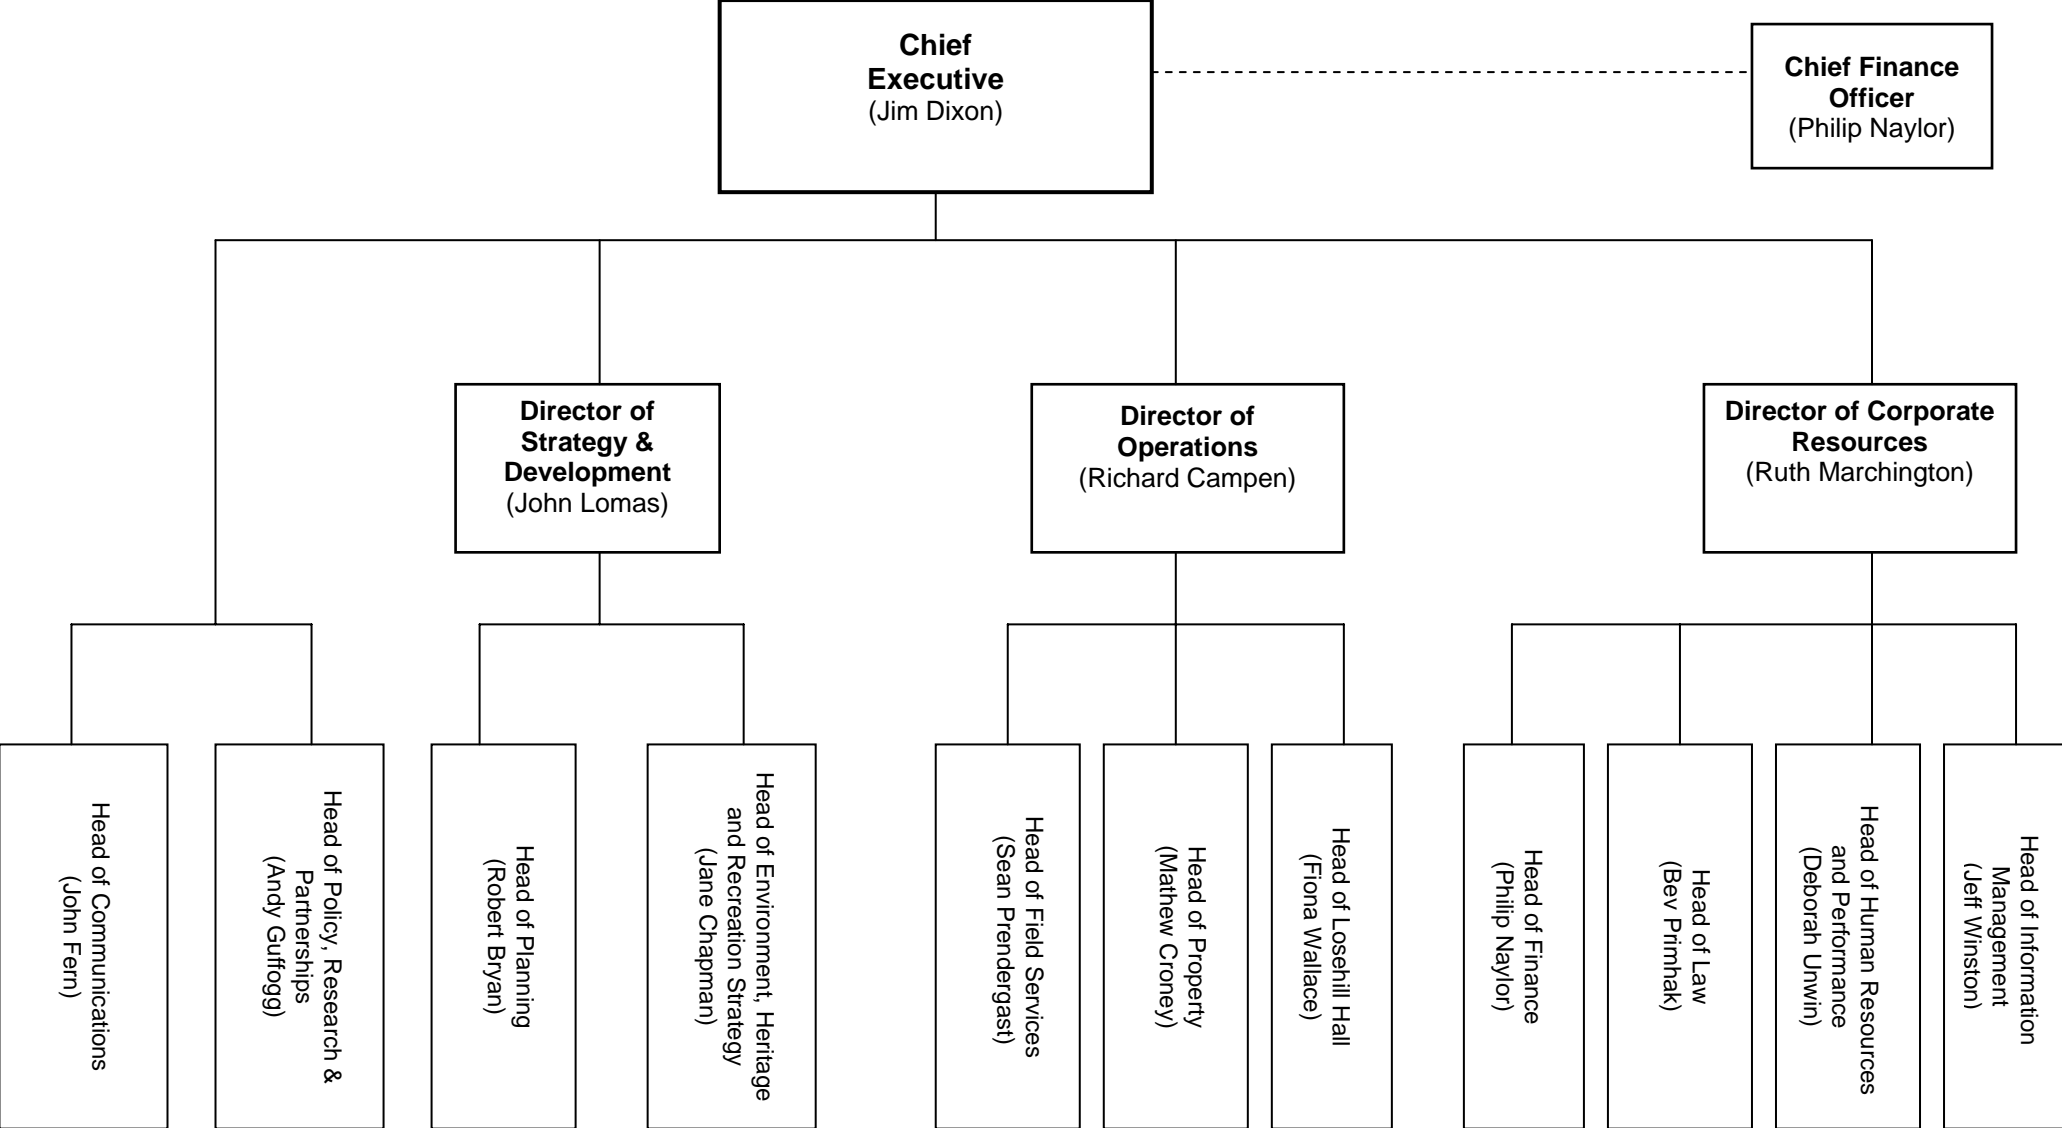 Chief
Executive
(Jim Dixon)
Chief Finance
Officer
(Philip Naylor)
Director of
Strategy &
Development
(John Lomas)
Director of
Operations
(Richard Campen)
Director of Corporate
Resources
(Ruth Marchington)
Head of Communications
(John Fern)
Head of Policy, Research &
Partnerships
(Andy Guffogg)
Head of Planning
(Robert Bryan)
Head of Environment, Heritage
and Recreation Strategy
(Jane Chapman)
Head of Field Services
(Sean Prendergast)
Head of Property
(Mathew Croney)
Head of Losehill Hall
(Fiona Wallace)
Head of Finance
(Philip Naylor)
Head of Law
(Bev Primhak)
Head of Human Resources
and Performance
(Deborah Unwin)
Head of Information
Management
(Jeff Winston)